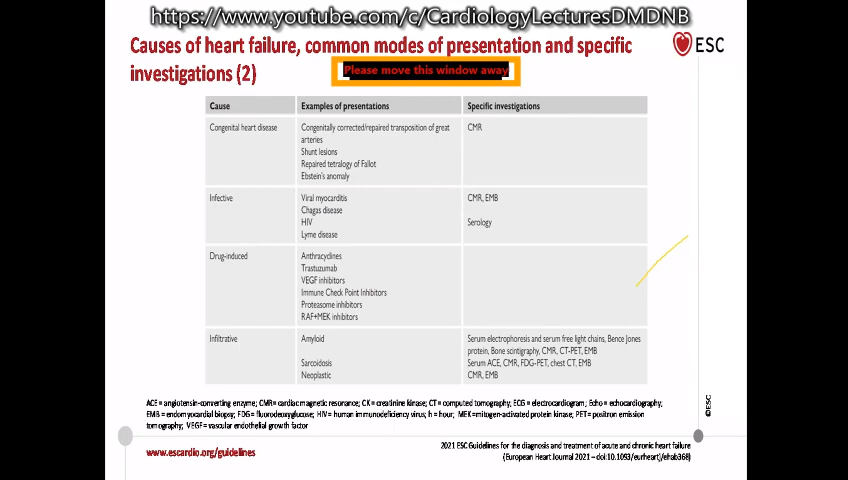 https://www.youtube.com/c/CardiologyLecturesDMDNB
Causes of heart failure, common modes of presentation and specific
investigations (2)
ESC
Please move this window away
Cause Examples of presentations Specific investigations
Congenital heart disease Congenitally corrected/repaired transposition of great CMR
arteries
Shunt lesions
Repaired tetralogy of Fallot
Ebstein's anomaly
Infective Viral myocarditis CMR, EMB
Chagas disease
HIV Serology
Lyme disease
Drug-induced Anthracyclines
Trastuzumab
VEGF inhibitors
Immune Check Point Inhibitors
Proteasome inhibitors
RAF+MEK inhibitors
Infiltrative Amyloid Serum electrophoresis and serum free light chains, Bence Jones
protein, Bone scintigraphy, CMR, CT-PET, EMB
Sarcoidosis Serum ACE, CMR, FDG-PET, chest CT, EMB
Neoplastic CMR, EMB
ACE = angiotensin-converting enzyme; CMR= cardiac magnetic resonance; CK = creatinine kinase; CT = computed tomography; ECG = electrocardiogram; Echo = echocardiography;
EMB = endomyocardial biopsy; FDG = fluorodeoxyglucose; HIV = human immunodeficiency virus; h = hour; MEK =mitogen-activated protein kinase; PET= positron emission
tomography; VEGF= vascular endothelial growth factor
©ESC
www.escardio.org/guidelines
2021 ESC Guidelines for the diagnosis and treatment of acute and chronic heart failure
(European Heart Journal 2021 – doi:10.1093/eurheartj/ehab368)